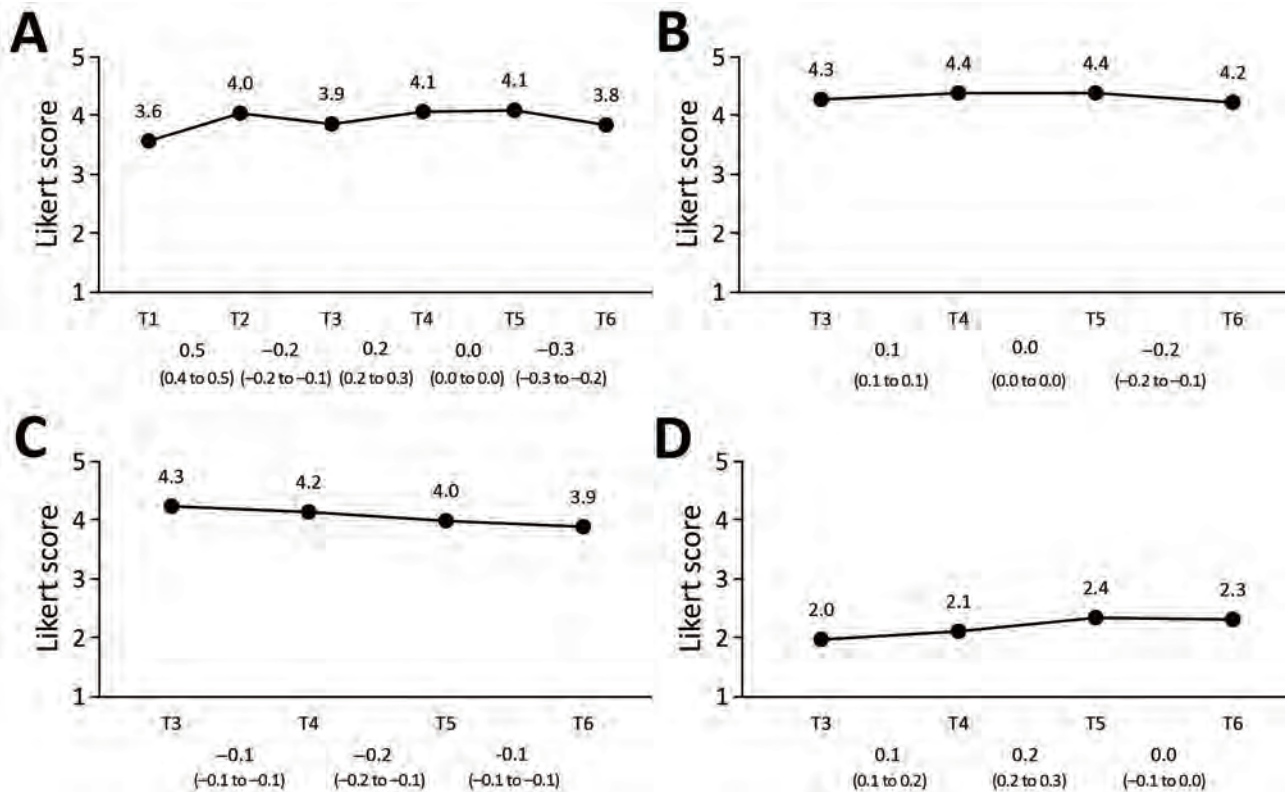 A
5
4
3
2
1
Likert score
3.6
4.0
3.9
4.1
4.1
3.8
T1 T2 T3 T4 T5 T6
0.5 –0.2 0.2 0.0 –0.3
(0.4 to 0.5) (–0.2 to –0.1) (0.2 to 0.3) (0.0 to 0.0) (–0.3 to –0.2)
B
5
4
3
2
1
Likert score
4.3
4.4
4.4
4.2
T3 T4 T5 T6
0.1 0.0 –0.2
(0.1 to 0.1) (0.0 to 0.0) (–0.2 to –0.1)
C
5
4
3
2
1
Likert score
4.3
4.2
4.0
3.9
T3 T4 T5 T6
–0.1 –0.2 -0.1
(–0.1 to –0.1) (–0.2 to –0.1) (–0.1 to –0.1)
D
5
4
3
2
1
Likert score
2.0
2.1
2.4
2.3
T3 T4 T5 T6
0.1 0.2 0.0
(0.1 to 0.2) (0.2 to 0.3) (–0.1 to 0.0)